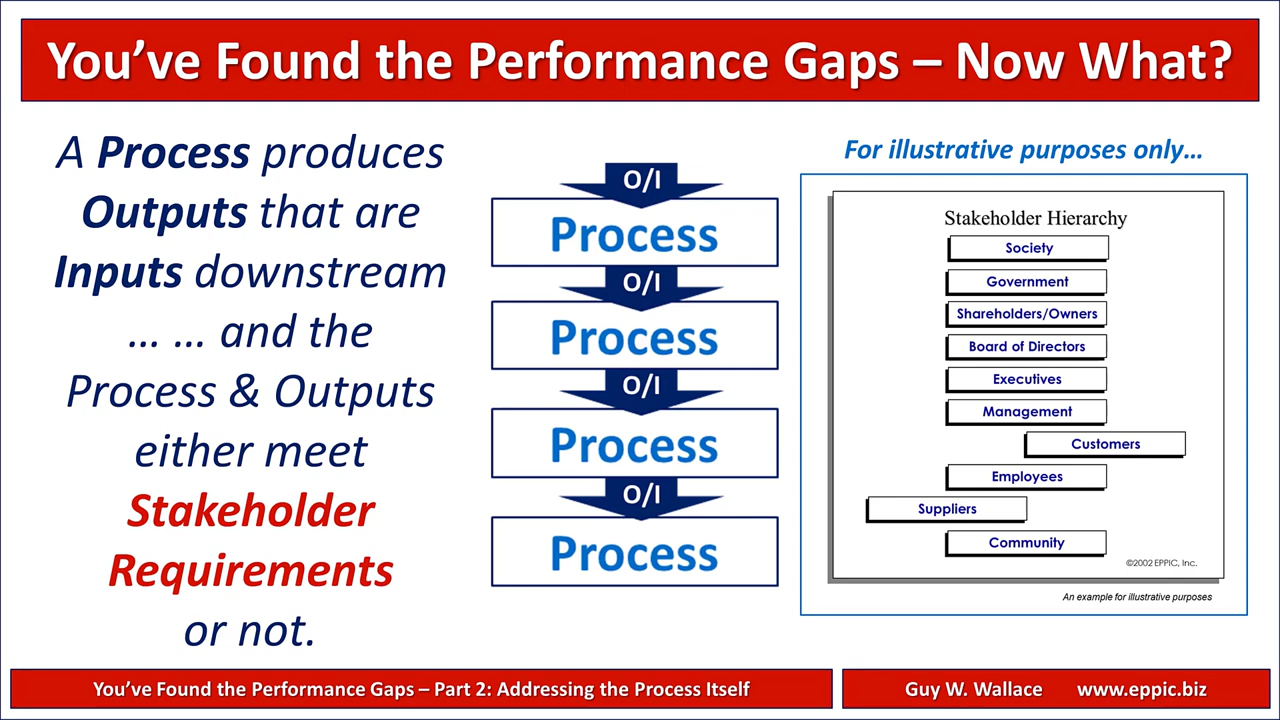 You’ve Found the Performance Gaps – Now What?
A Process produces
Outputs that are
Inputs downstream
... ... and the
Process & Outputs
either meet
Stakeholder
Requirements
or not.
O/I
Process
O/I
Process
O/I
Process
O/I
Process
For illustrative purposes only...
Stakeholder Hierarchy
Society
Government
Shareholders/Owners
Board of Directors
Executives
Management
Customers
Employees
Suppliers
Community
©2002 EPPIC, Inc.
An example for illustrative purposes
You’ve Found the Performance Gaps – Part 2: Addressing the Process Itself
Guy W. Wallace www.eppic.biz